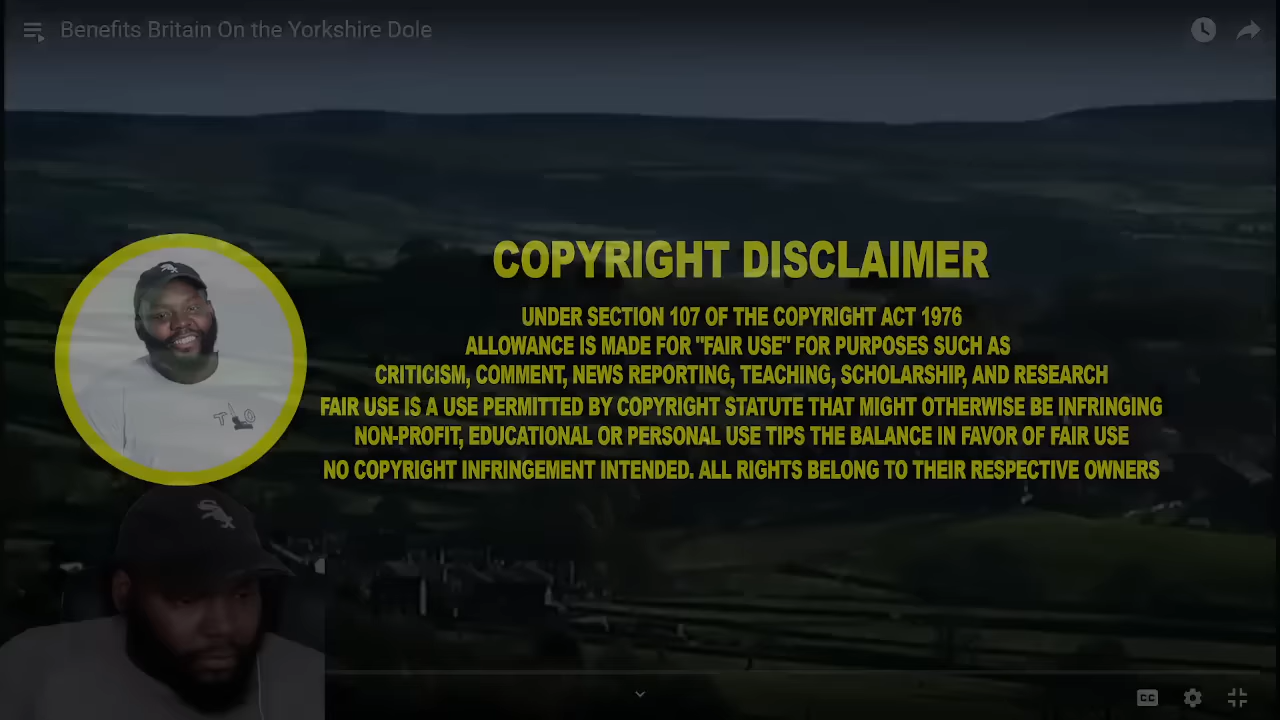 Benefits Britain On the Yorkshire Dole
COPYRIGHT DISCLAIMER
UNDER SECTION 107 OF THE COPYRIGHT ACT 1976
ALLOWANCE IS MADE FOR "FAIR USE" FOR PURPOSES SUCH AS
CRITICISM, COMMENT, NEWS REPORTING, TEACHING, SCHOLARSHIP, AND RESEARCH
FAIR USE IS A USE PERMITTED BY COPYRIGHT STATUTE THAT MIGHT OTHERWISE BE INFRINGING
NON-PROFIT, EDUCATIONAL OR PERSONAL USE TIPS THE BALANCE IN FAVOR OF FAIR USE
NO COPYRIGHT INFRINGEMENT INTENDED. ALL RIGHTS BELONG TO THEIR RESPECTIVE OWNERS
CC